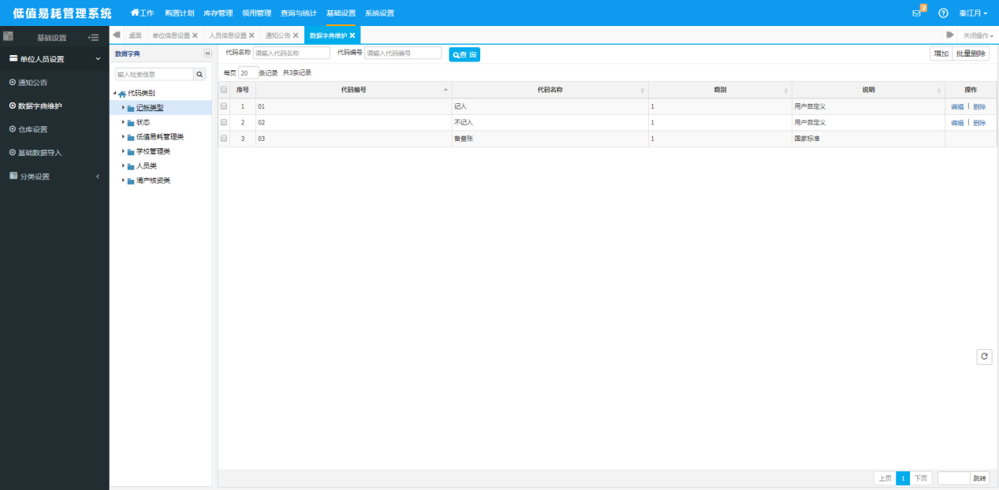 低值易耗管理系统 工作 购置计划 库存管理 领用管理 查询与统计 基础设置 系统设置 2 秦江月
基础设置 桌面 单位信息设置 人员信息设置 通知公告 数据字典维护 关闭操作
单位人员设置
通知公告
数据字典维护
仓库设置
基础数据导入
分类设置
数据字典
输入检索信息
代码类别
记帐类型
状态
低值易耗管理类
学校管理类
人员类
清产核资类
代码名称 请输入代码名称 代码编号 请输入代码编号 查 询 增加 批量删除
每页 20 条记录 共3条记录
序号 代码编号 代码名称 级别 说明 操作
1 01 记入 1 用户自定义 编辑 | 删除
2 02 不记入 1 用户自定义 编辑 | 删除
3 03 备查账 1 国家标准
上页 1 下页 跳转